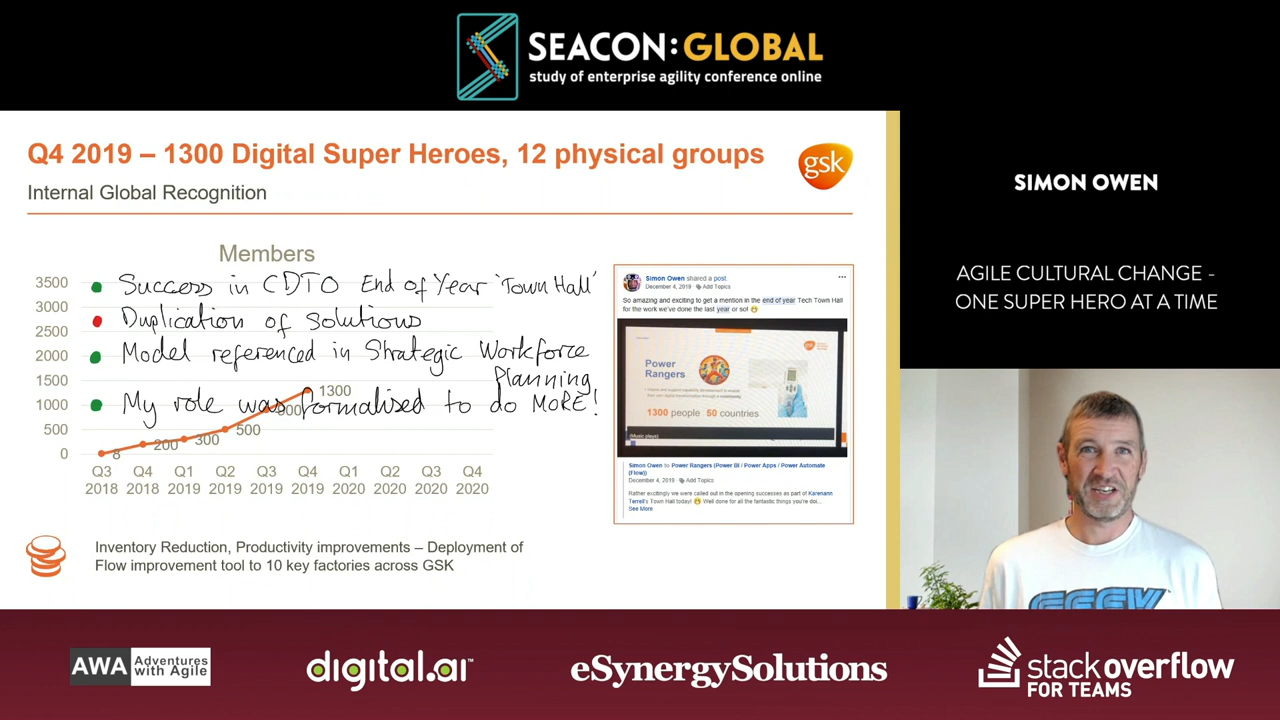 SEACON:GLOBAL
study of enterprise agility conference online
Q4 2019 – 1300 Digital Super Heroes, 12 physical groups
Internal Global Recognition
gsk
Members
3500
3000
2500
2000
1500
1000
500
0
Success in CDTO End of Year 'Town Hall'
Duplication of solutions
Model referenced in Strategic Workforce
Planning
My role was formalised to do MORE!
8
200
300
500
900
1300
Q3 Q4 Q1 Q2 Q3 Q4 Q1 Q2 Q3 Q4
2018 2018 2019 2019 2019 2019 2020 2020 2020 2020
Simon Owen shared a post.
December 4, 2019 · Add Topics
So amazing and exciting to get a mention in the end of year Tech Town Hall
for the work we've done the last year or so!
gsk
Power
Rangers
1300 people 50 countries
(Music plays)
Simon Owen to Power Rangers (Power BI / Power Apps / Power Automate
(Flow))
December 4, 2019 · Add Topics
Rather excitingly we were called out in the opening successes as part of Karenann
Terrell's Town Hall today! Well done for all the fantastic things you're doi...
See More
Inventory Reduction, Productivity improvements – Deployment of
Flow improvement tool to 10 key factories across GSK
SIMON OWEN
AGILE CULTURAL CHANGE -
ONE SUPER HERO AT A TIME
AWA Adventures
with Agile
digital.ai™
eSynergySolutions
stackoverflow
FOR TEAMS